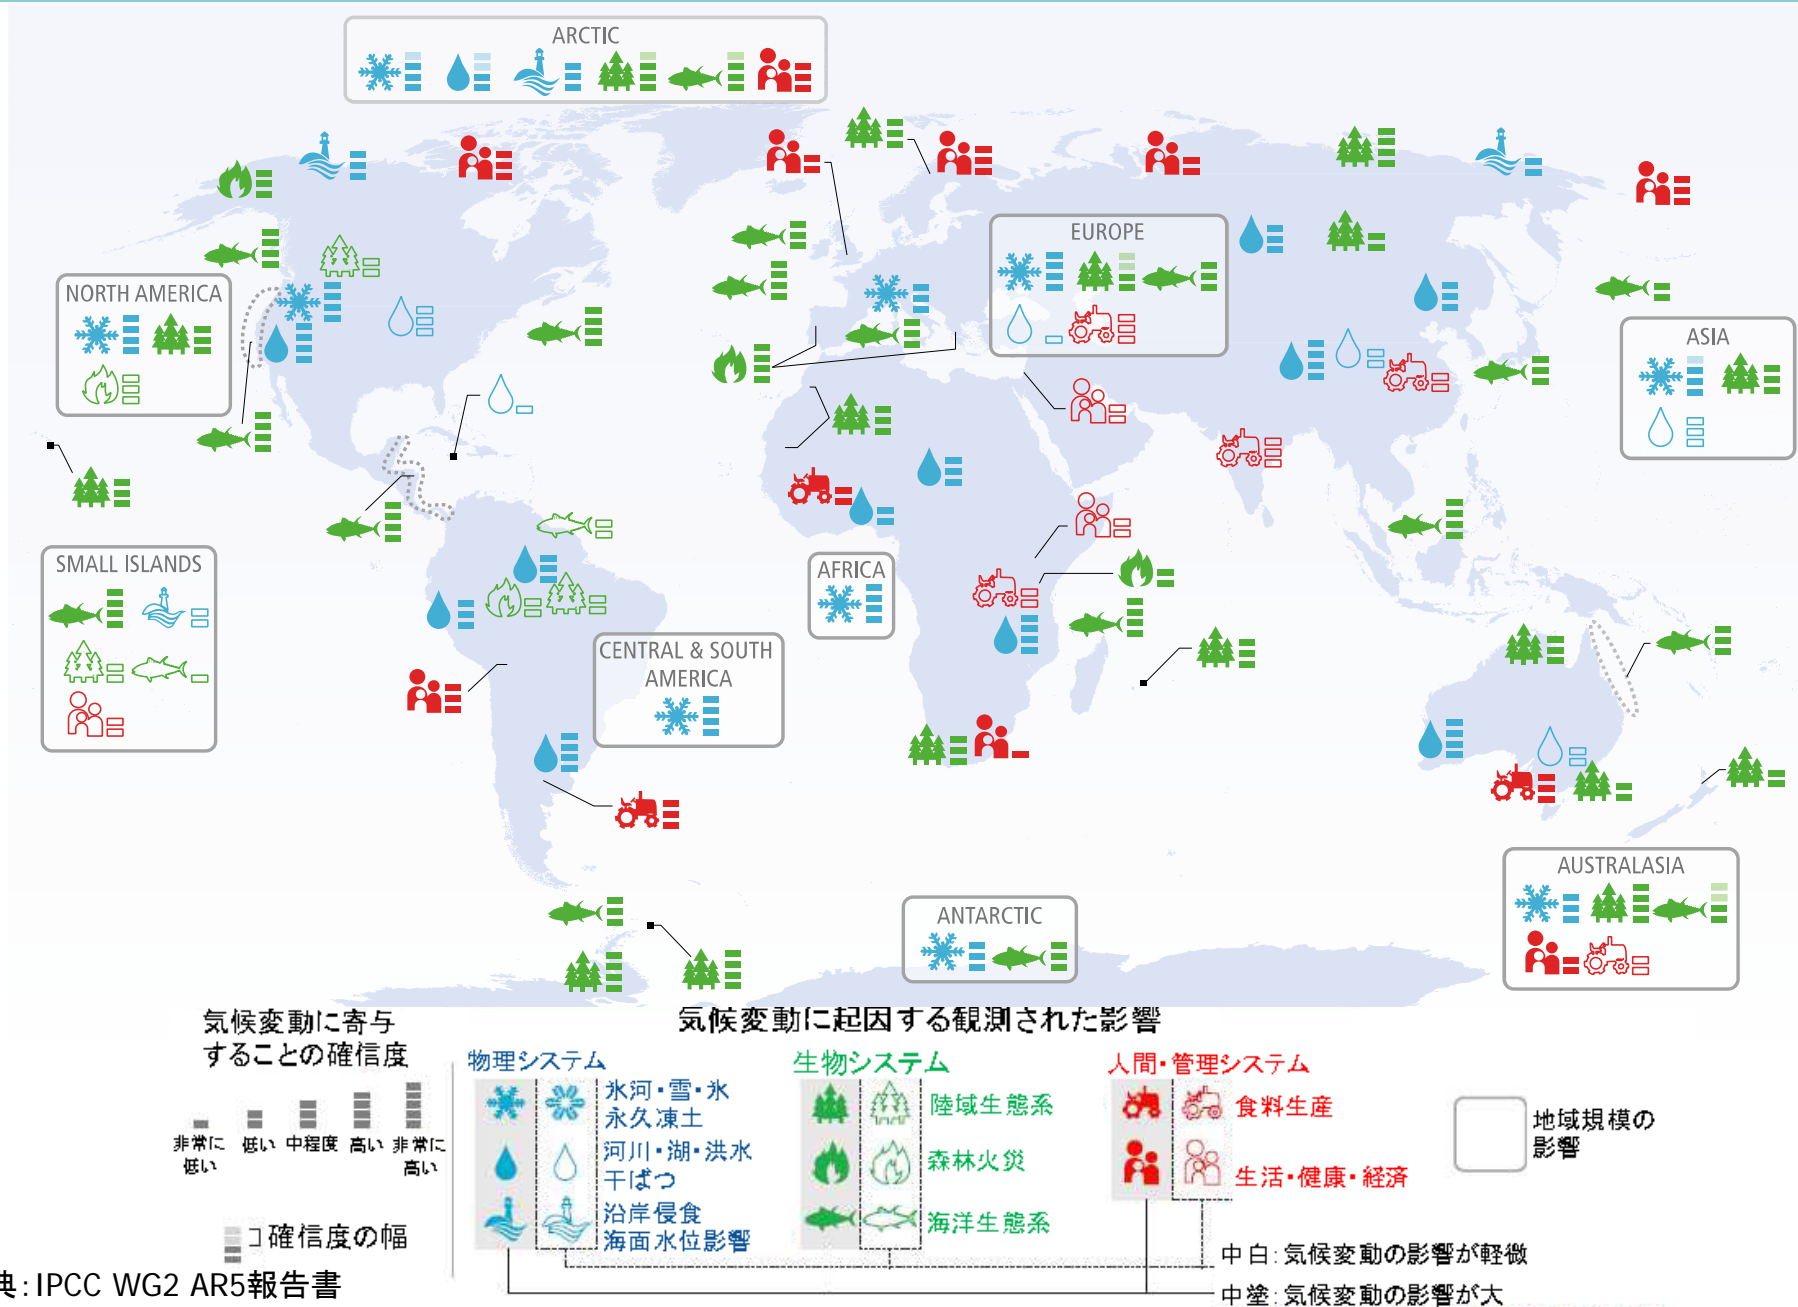 ARCTIC
EUROPE
NORTH AMERICA
ASIA
SMALL ISLANDS
AFRICA
CENTRAL & SOUTH
AMERICA
AUSTRALASIA
ANTARCTIC
気候変動に起因する観測された影響
気候変動に寄与
することの確信度
非常に
低い
低い
中程度
高い
非常に
高い
確信度の幅
物理システム
氷河・雪・氷
永久凍土
河川・湖・洪水
干ばつ
沿岸侵食
海面水位影響
生物システム
陸域生態系
森林火災
海洋生態系
人間・管理システム
食料生産
生活・健康・経済
地域規模の
影響
中白:気候変動の影響が軽微
中塗:気候変動の影響が大
典:IPCC WG2 AR5報告書